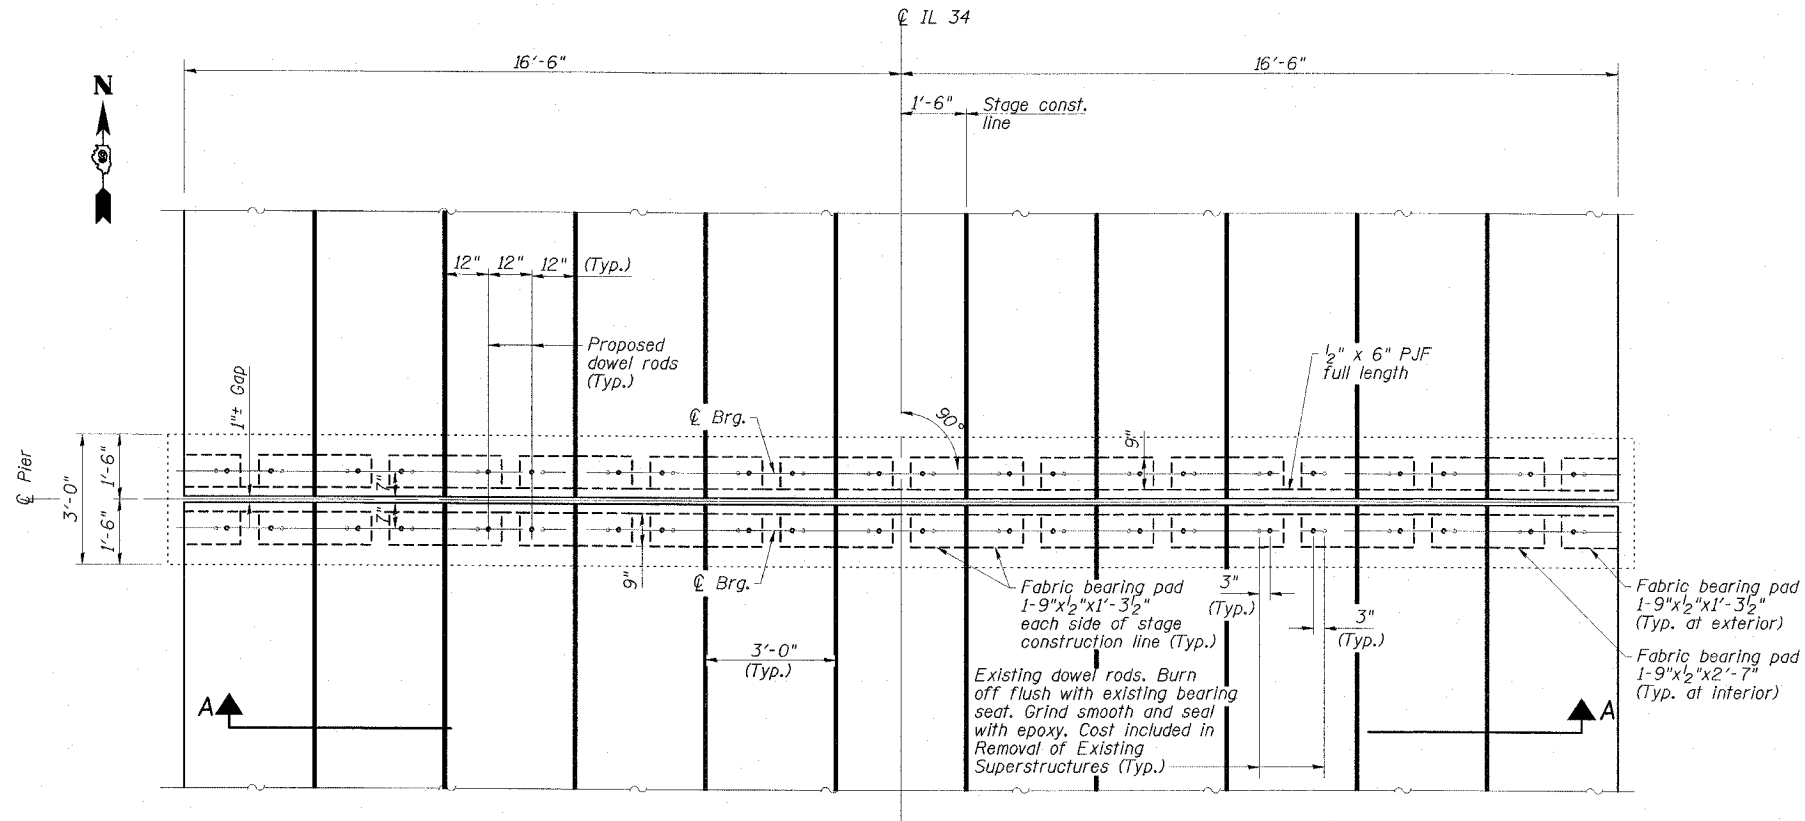 ℄ IL 34
16'-6"
16'-6"
N
1'-6"
Stage const.
line
12"
12"
12"
(Typ.)
Proposed
dowel rods
(Typ.)
1/2" x 6" PJF
full length
1"± Gap
℄ Brg.
90°
9"
℄ Pier
3'-0"
1'-6"
1'-6"
7"
7"
9"
℄ Brg.
Fabric bearing pad
1-9"x1/2"x1'-3 1/2"
each side of stage
construction line (Typ.)
3"
(Typ.)
3"
(Typ.)
Fabric bearing pad
1-9"x1/2"x1'-3 1/2"
(Typ. at exterior)
Fabric bearing pad
1-9"x1/2"x2'-7"
(Typ. at interior)
3'-0"
(Typ.)
Existing dowel rods. Burn
off flush with existing bearing
seat. Grind smooth and seal
with epoxy. Cost included in
Removal of Existing
Superstructures (Typ.)
A
A